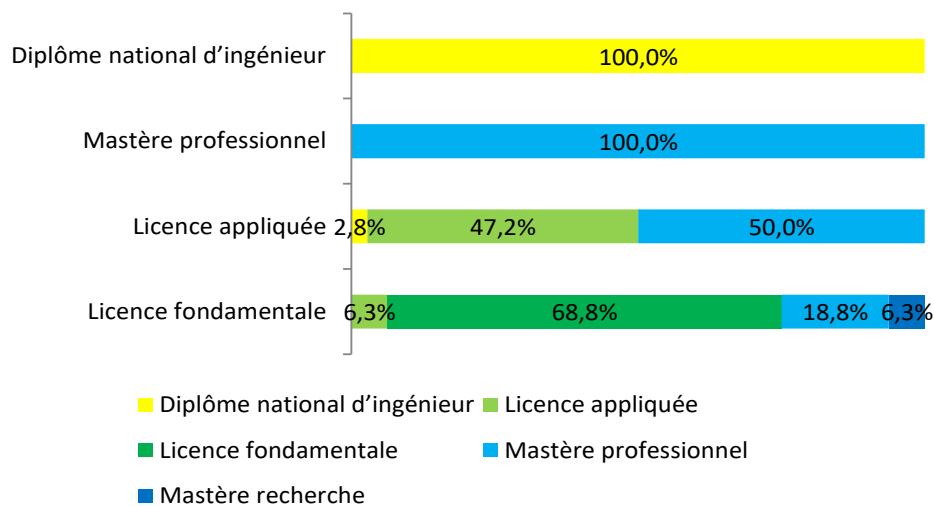 Diplôme national d’ingénieur 100,0%
Mastère professionnel 100,0%
Licence appliquée 2,8% 47,2% 50,0%
Licence fondamentale 6,3% 68,8% 18,8% 6,3%
Diplôme national d’ingénieur Licence appliquée
Licence fondamentale Mastère professionnel
Mastère recherche